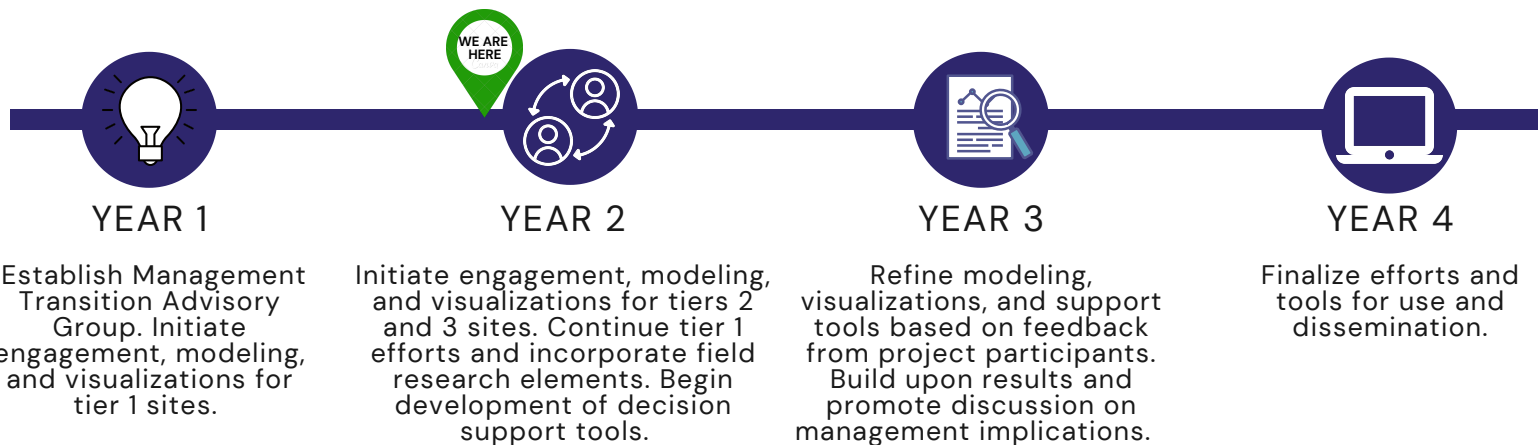 WE ARE
HERE
YEAR 1
Establish Management
Transition Advisory
Group. Initiate
engagement, modeling,
and visualizations for
tier 1 sites.
YEAR 2
Initiate engagement, modeling,
and visualizations for tiers 2
and 3 sites. Continue tier 1
efforts and incorporate field
research elements. Begin
development of decision
support tools.
YEAR 3
Refine modeling,
visualizations, and support
tools based on feedback
from project participants.
Build upon results and
promote discussion on
management implications.
YEAR 4
Finalize efforts and
tools for use and
dissemination.